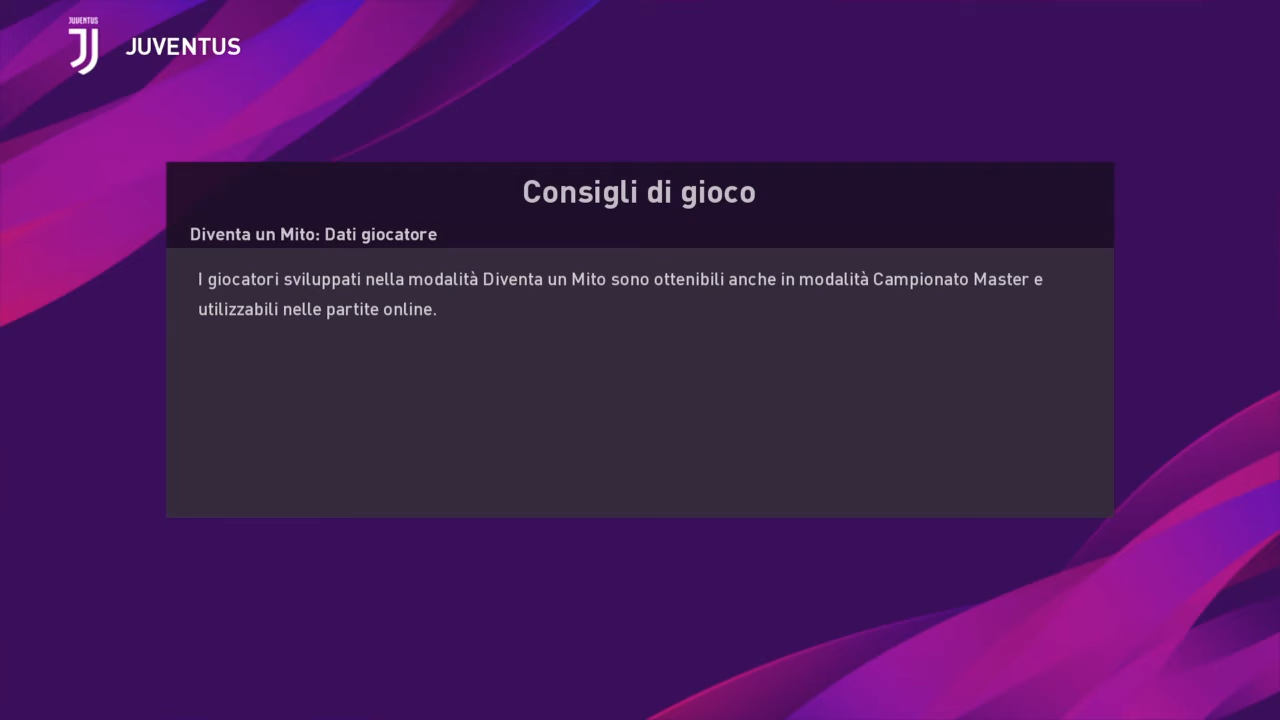 JUVENTUS
JUVENTUS
Consigli di gioco
Diventa un Mito: Dati giocatore
I giocatori sviluppati nella modalità Diventa un Mito sono ottenibili anche in modalità Campionato Master e
utilizzabili nelle partite online.